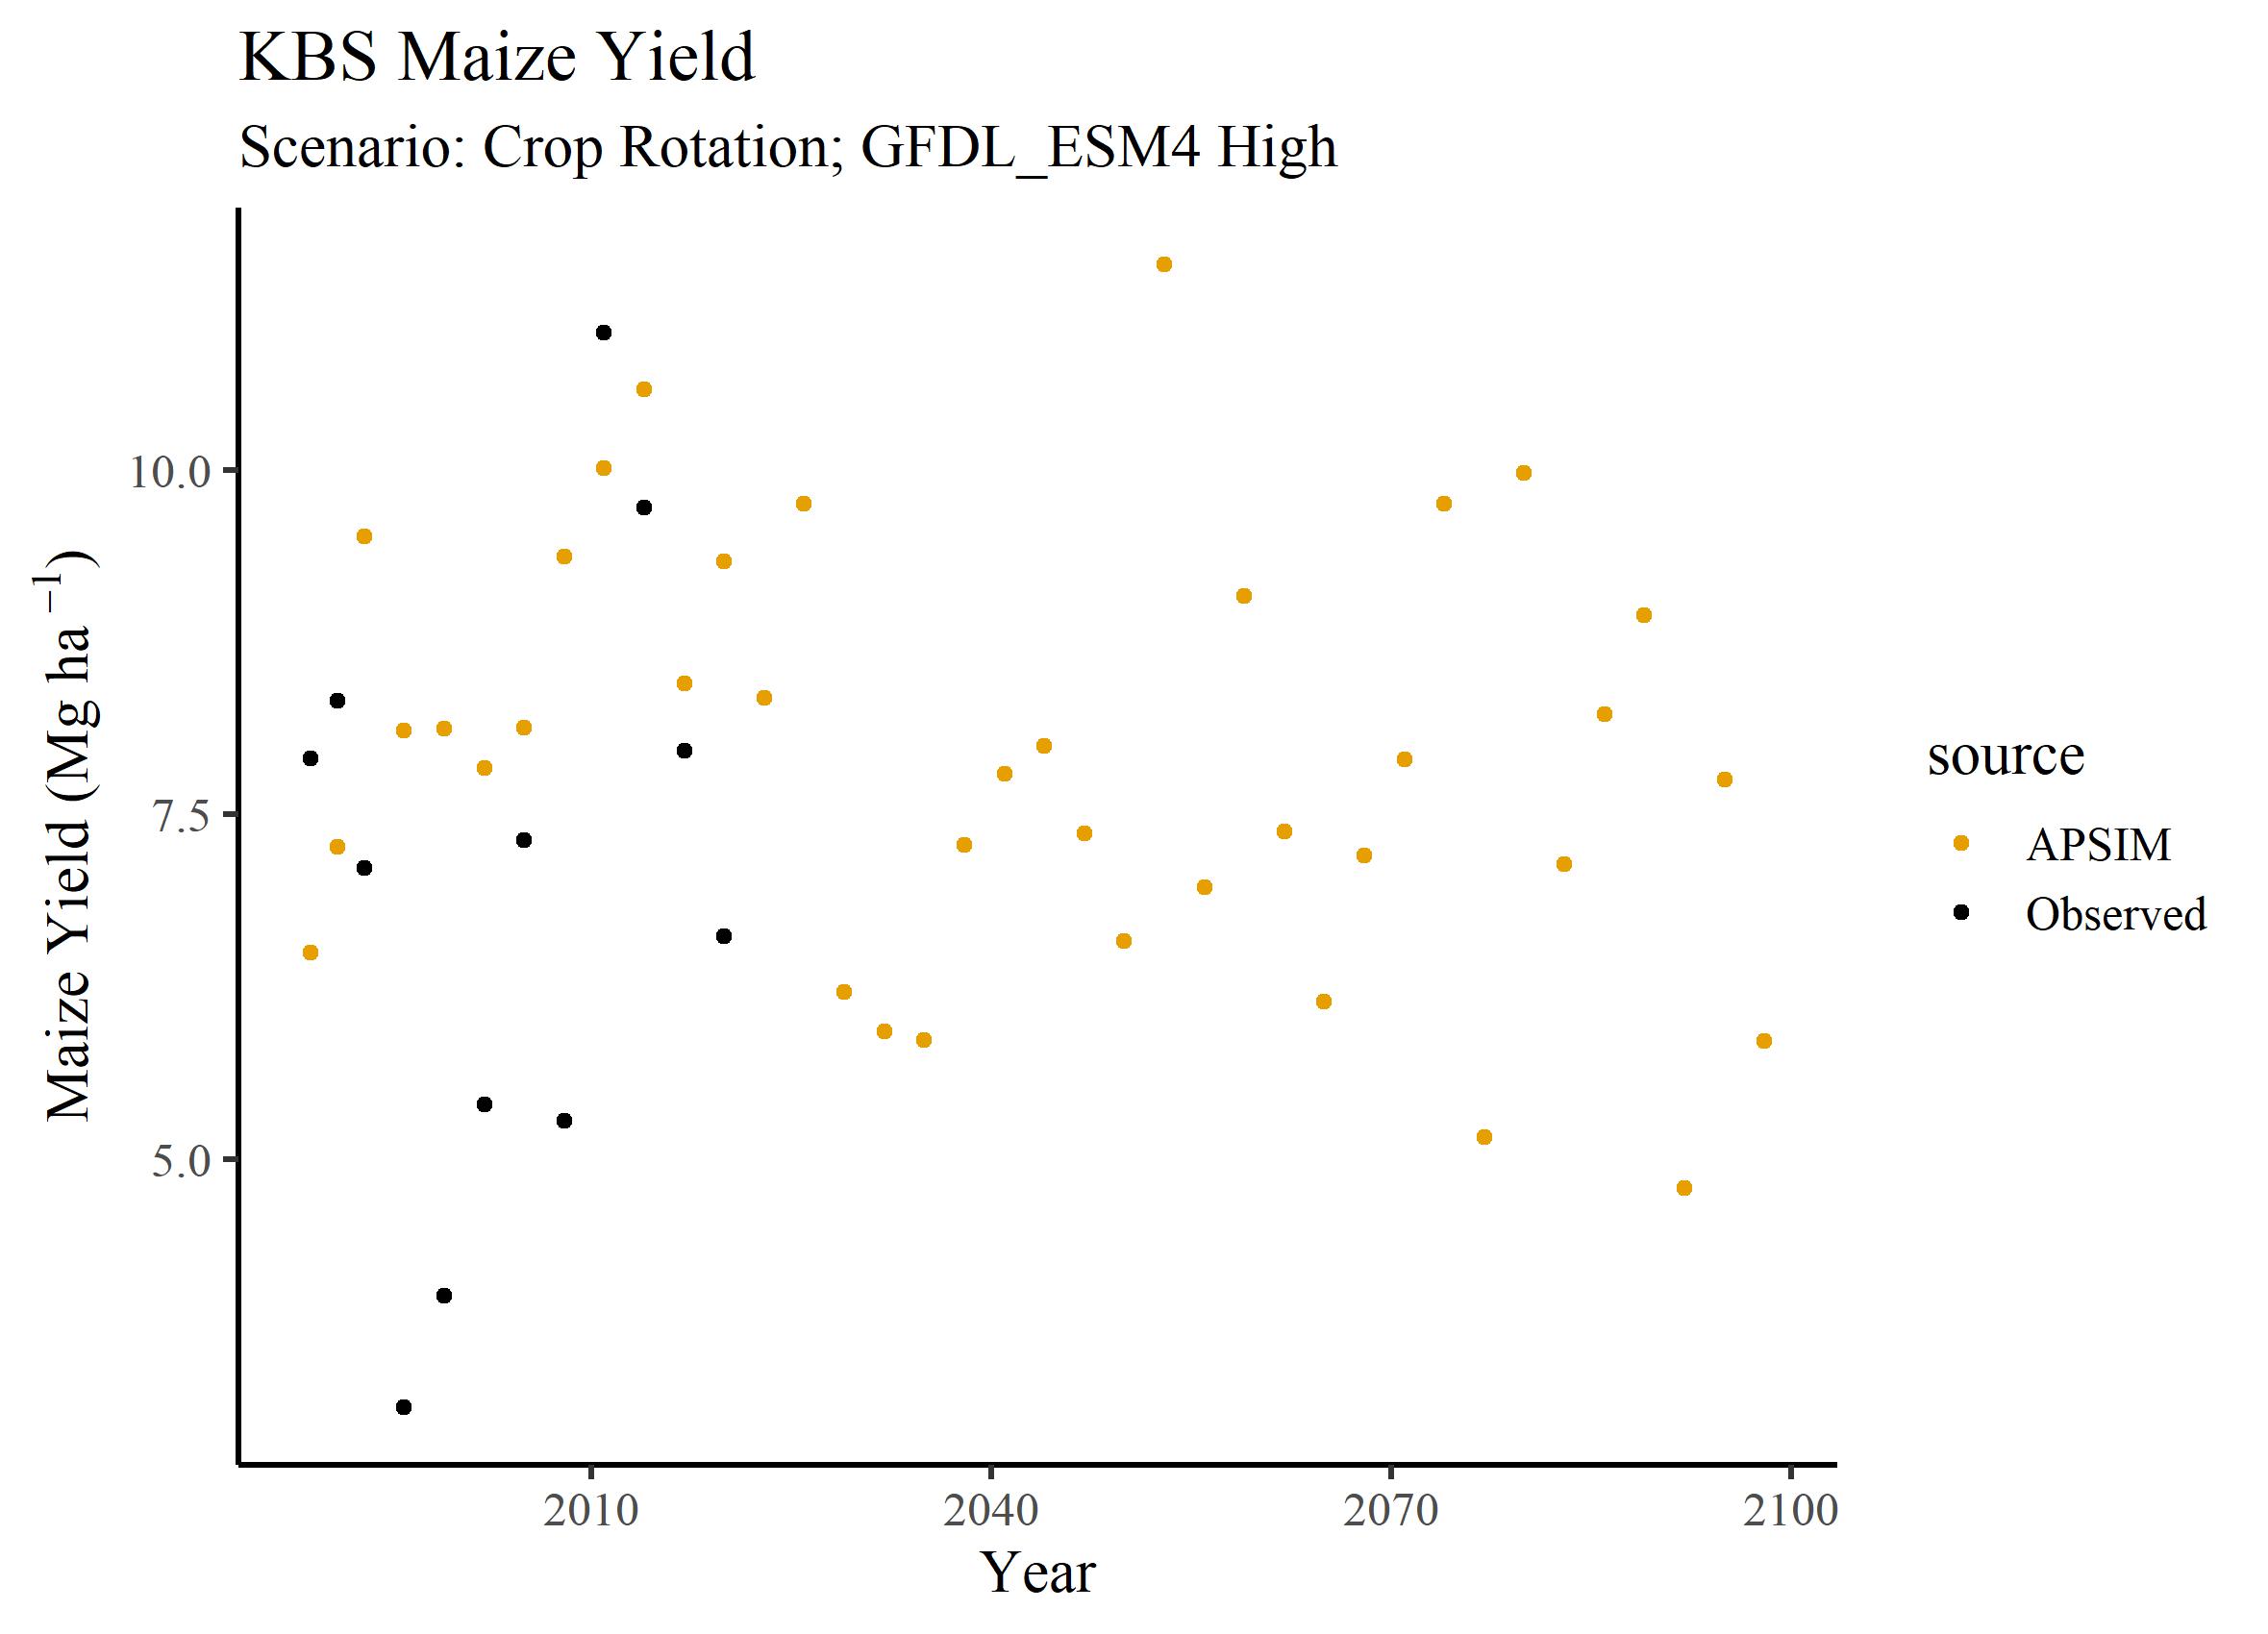 KBS Maize Yield
Scenario: Crop Rotation; GFDL_ESM4 High
Maize Yield (Mg ha⁻¹)
10.0
7.5
5.0
2010
2040
2070
2100
Year
source
APSIM
Observed